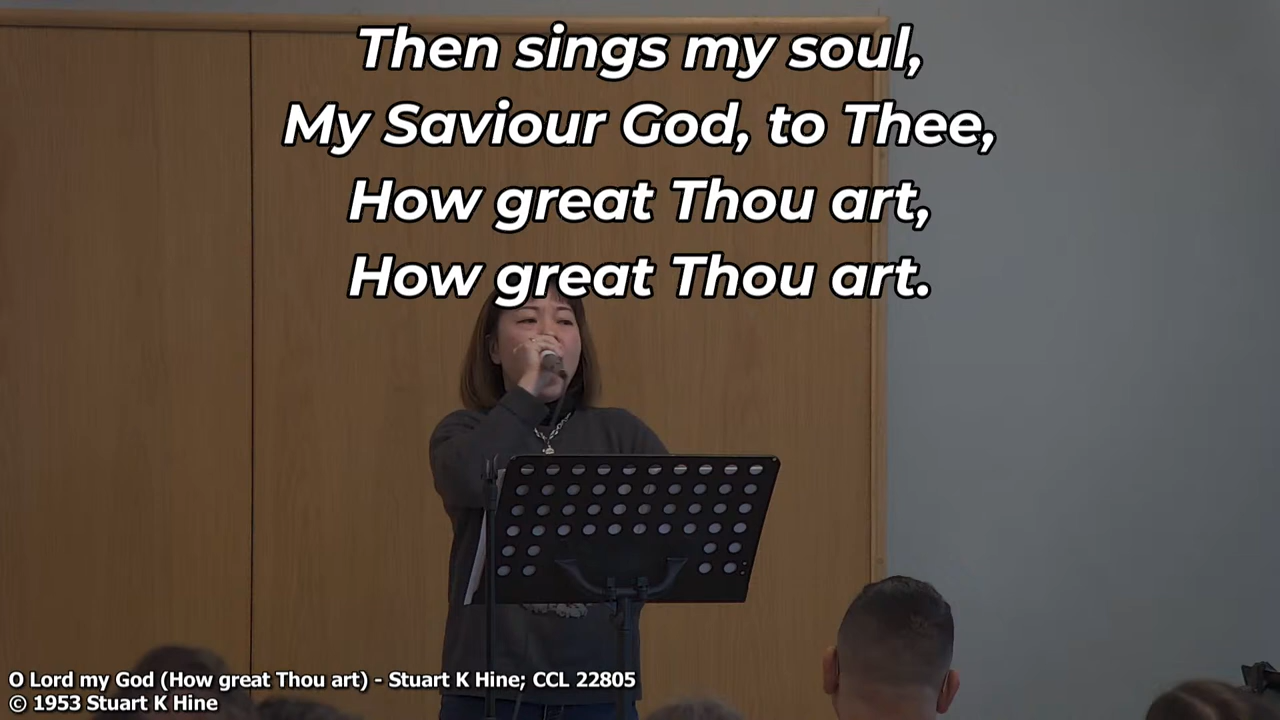 Then sings my soul,
My Saviour God, to Thee,
How great Thou art,
How great Thou art.
O Lord my God (How great Thou art) - Stuart K Hine; CCL 22805
© 1953 Stuart K Hine